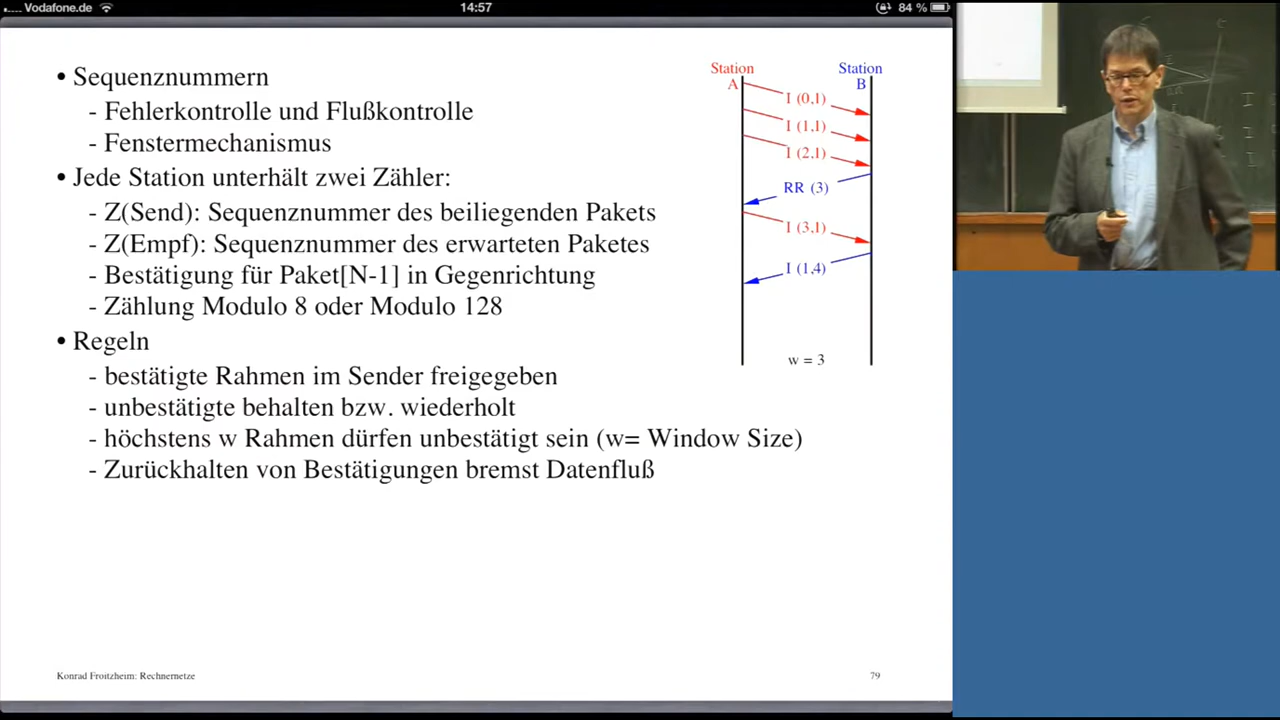 Vodafone.de
14:57
84 %
• Sequenznummern
- Fehlerkontrolle und Flußkontrolle
- Fenstermechanismus
• Jede Station unterhält zwei Zähler:
- Z(Send): Sequenznummer des beiliegenden Pakets
- Z(Empf): Sequenznummer des erwarteten Paketes
- Bestätigung für Paket[N-1] in Gegenrichtung
- Zählung Modulo 8 oder Modulo 128
• Regeln
- bestätigte Rahmen im Sender freigegeben
- unbestätigte behalten bzw. wiederholt
- höchstens w Rahmen dürfen unbestätigt sein (w= Window Size)
- Zurückhalten von Bestätigungen bremst Datenfluß
Station
A
Station
B
I (0,1)
I (1,1)
I (2,1)
RR (3)
I (3,1)
I (1,4)
w = 3
Konrad Froitzheim: Rechnernetze
79